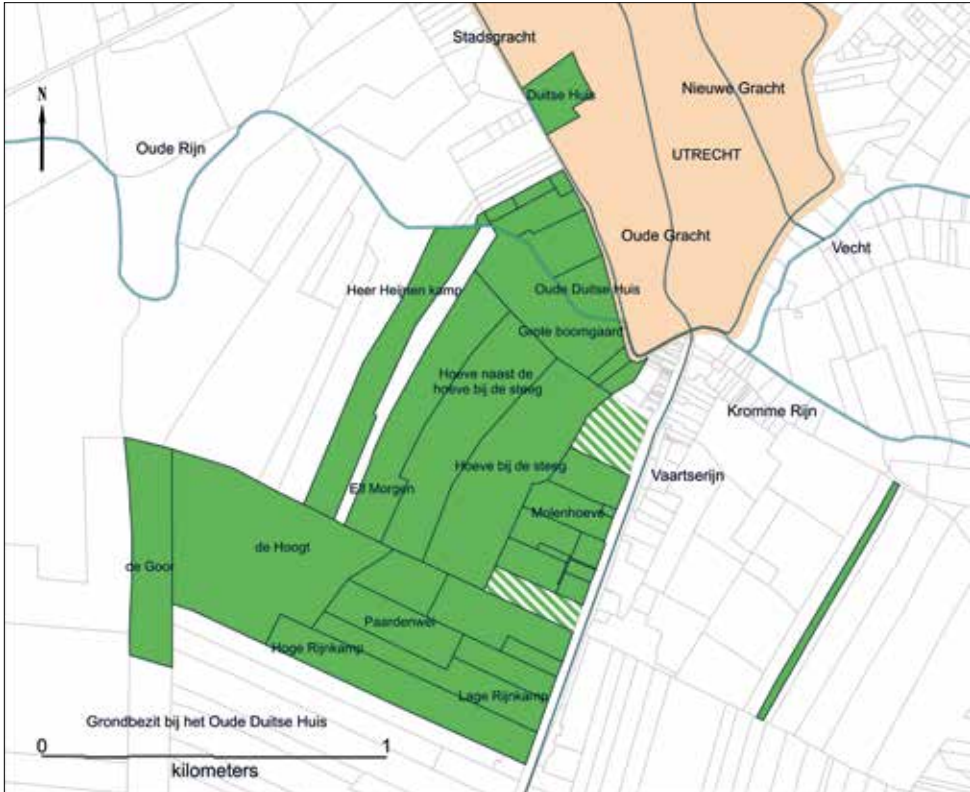 Stadsgracht
N
Duitse Huis
Nieuwe Gracht
Oude Rijn
UTRECHT
Oude Gracht
Vecht
Heer Heijnen kamp
Oude Duitse Huis
Grote boomgaard
Hoeve naast de
hoeve bij de steeg
Kromme Rijn
Hoeve bij de steeg
Vaartserijn
Elf Morgen
Molenhoeve
de Hoogt
de Goor
Paardenwei
Hoge Rijnkamp
Lage Rijnkamp
Grondbezit bij het Oude Duitse Huis
0 1
kilometers